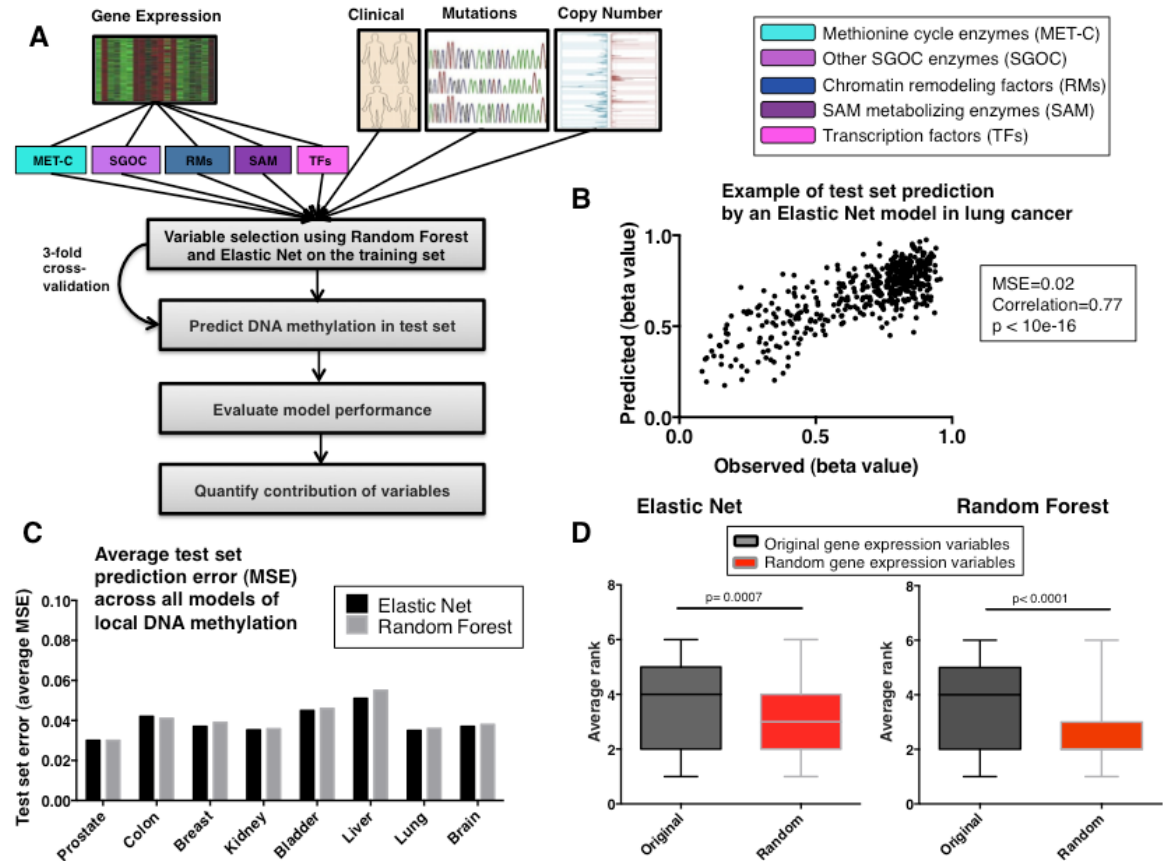 A
Gene Expression
Clinical
Mutations
Copy Number
MET-C
SGOC
RMs
SAM
TFs
Variable selection using Random Forest
and Elastic Net on the training set
3-fold
cross-
validation
Predict DNA methylation in test set
Evaluate model performance
Quantify contribution of variables
Methionine cycle enzymes (MET-C)
Other SGOC enzymes (SGOC)
Chromatin remodeling factors (RMs)
SAM metabolizing enzymes (SAM)
Transcription factors (TFs)
B
Example of test set prediction
by an Elastic Net model in lung cancer
Predicted (beta value)
1.0
0.5
0.0
0.0
0.5
1.0
Observed (beta value)
MSE=0.02
Correlation=0.77
p < 10e-16
C
Average test set
prediction error (MSE)
across all models of
local DNA methylation
Elastic Net
Random Forest
Test set error (average MSE)
0.10
0.08
0.06
0.04
0.02
0.00
Prostate
Colon
Breast
Kidney
Bladder
Liver
Lung
Brain
D
Elastic Net
Random Forest
Original gene expression variables
Random gene expression variables
Average rank
8
6
4
2
0
p= 0.0007
Original
Random
Average rank
8
6
4
2
0
p< 0.0001
Original
Random